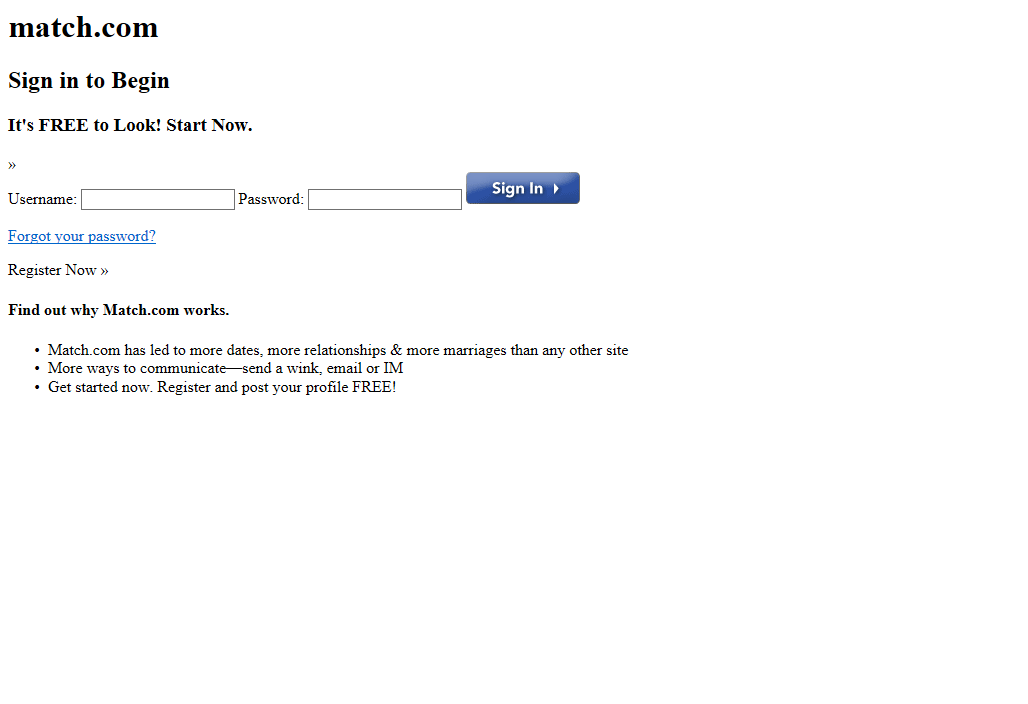 match.com
Sign in to Begin
It's FREE to Look! Start Now.
»
Username: Password: Sign In
Forgot your password?
Register Now »
Find out why Match.com works.
• Match.com has led to more dates, more relationships & more marriages than any other site
• More ways to communicate—send a wink, email or IM
• Get started now. Register and post your profile FREE!